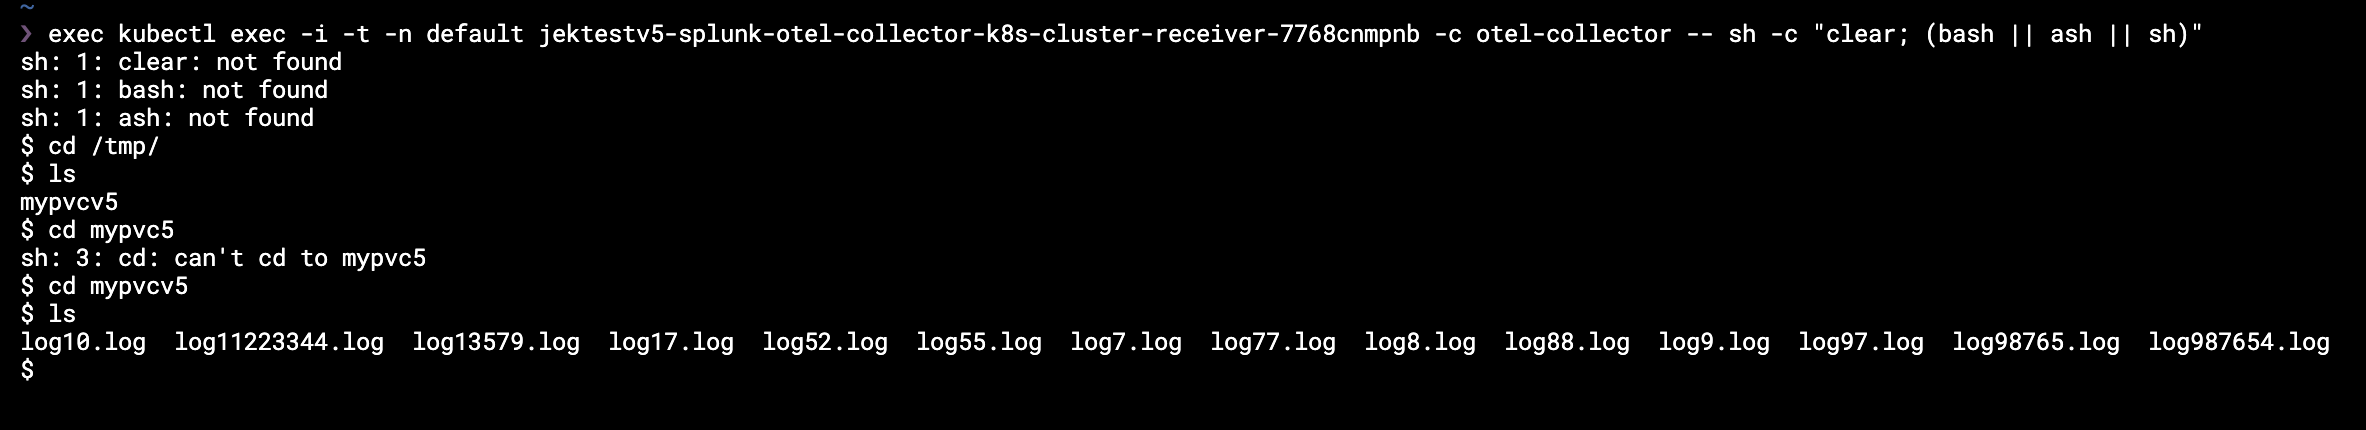 ~
❯ exec kubectl exec -i -t -n default jektestv5-splunk-otel-collector-k8s-cluster-receiver-7768cnmpnb -c otel-collector -- sh -c "clear; (bash || ash || sh)"
sh: 1: clear: not found
sh: 1: bash: not found
sh: 1: ash: not found
$ cd /tmp/
$ ls
mypvcv5
$ cd mypvc5
sh: 3: cd: can't cd to mypvc5
$ cd mypvcv5
$ ls
log10.log  log11223344.log  log13579.log  log17.log  log52.log  log55.log  log7.log  log77.log  log8.log  log88.log  log9.log  log97.log  log98765.log  log987654.log
$